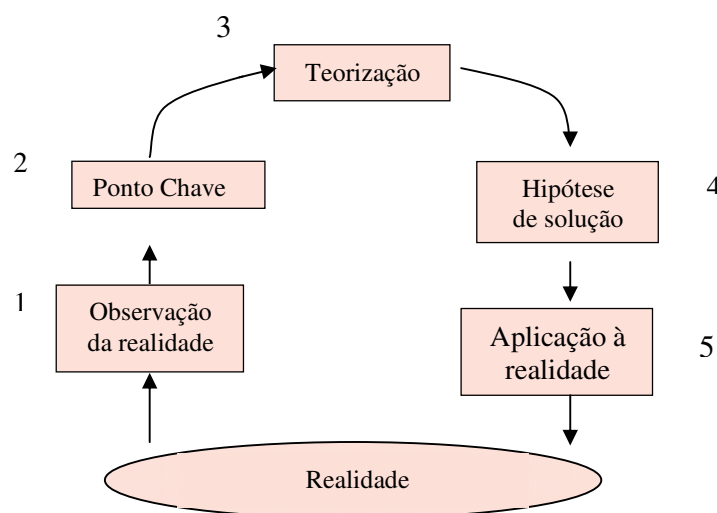 3
Teorização
2
Ponto Chave
Hipótese
de solução
4
1
Observação
da realidade
Aplicação à
realidade
5
Realidade